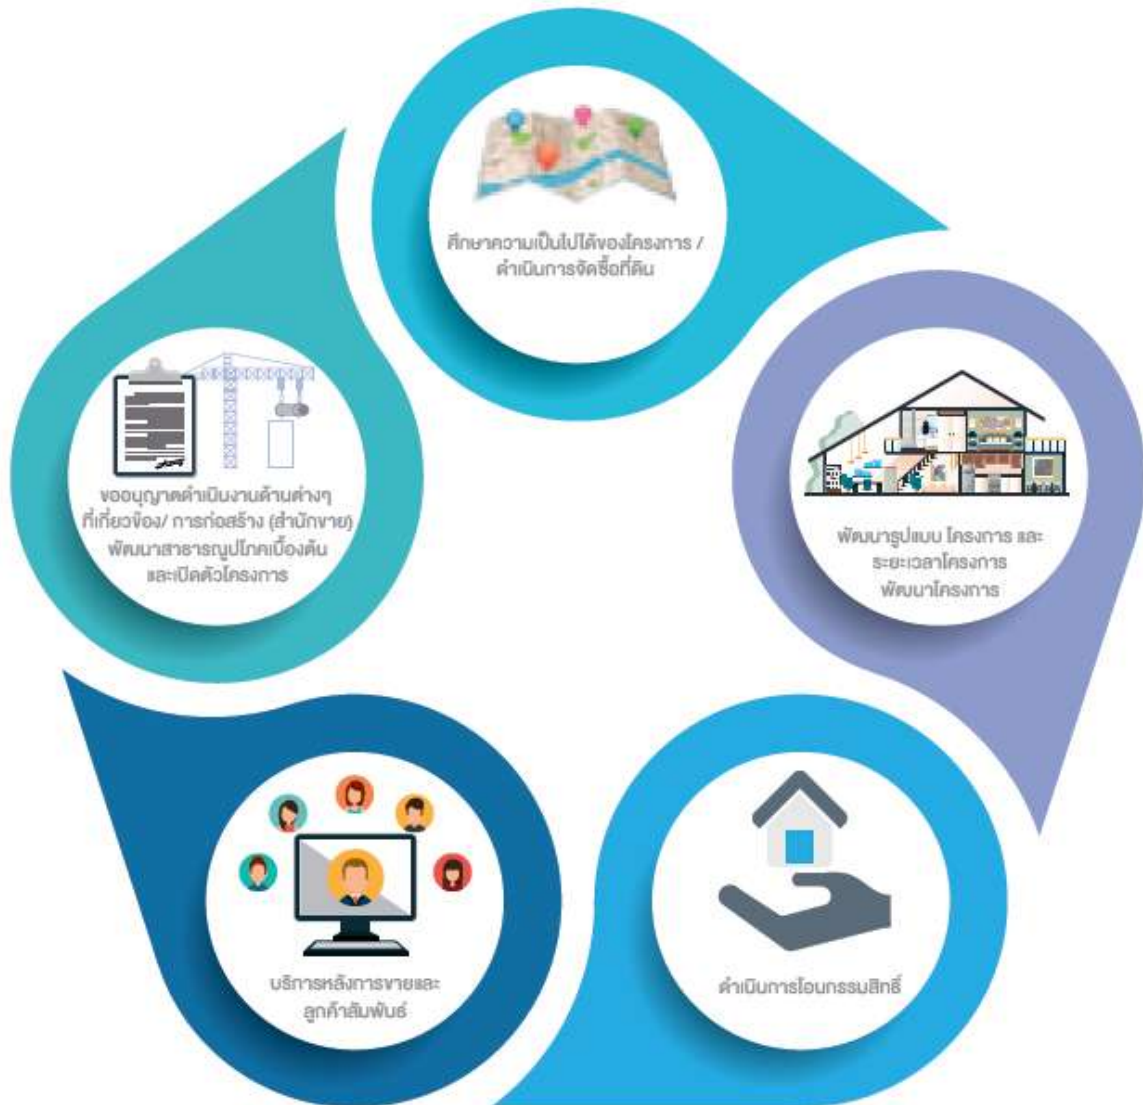 ศึกษาความเป็นไปได้ของโครงการ /
ดำเนินการจัดซื้อที่ดิน
พัฒนารูปแบบ โครงการ และ
ระยะเวลาโครงการ
พัฒนาโครงการ
ดำเนินการโอนกรรมสิทธิ์
บริการหลังการขายและ
ลูกค้าสัมพันธ์
ขออนุญาตดำเนินงานด้านต่างๆ
ที่เกี่ยวข้อง/ การก่อสร้าง (สำนักขาย)
พัฒนาสาธารณูปโภคเบื้องต้น
และเปิดตัวโครงการ